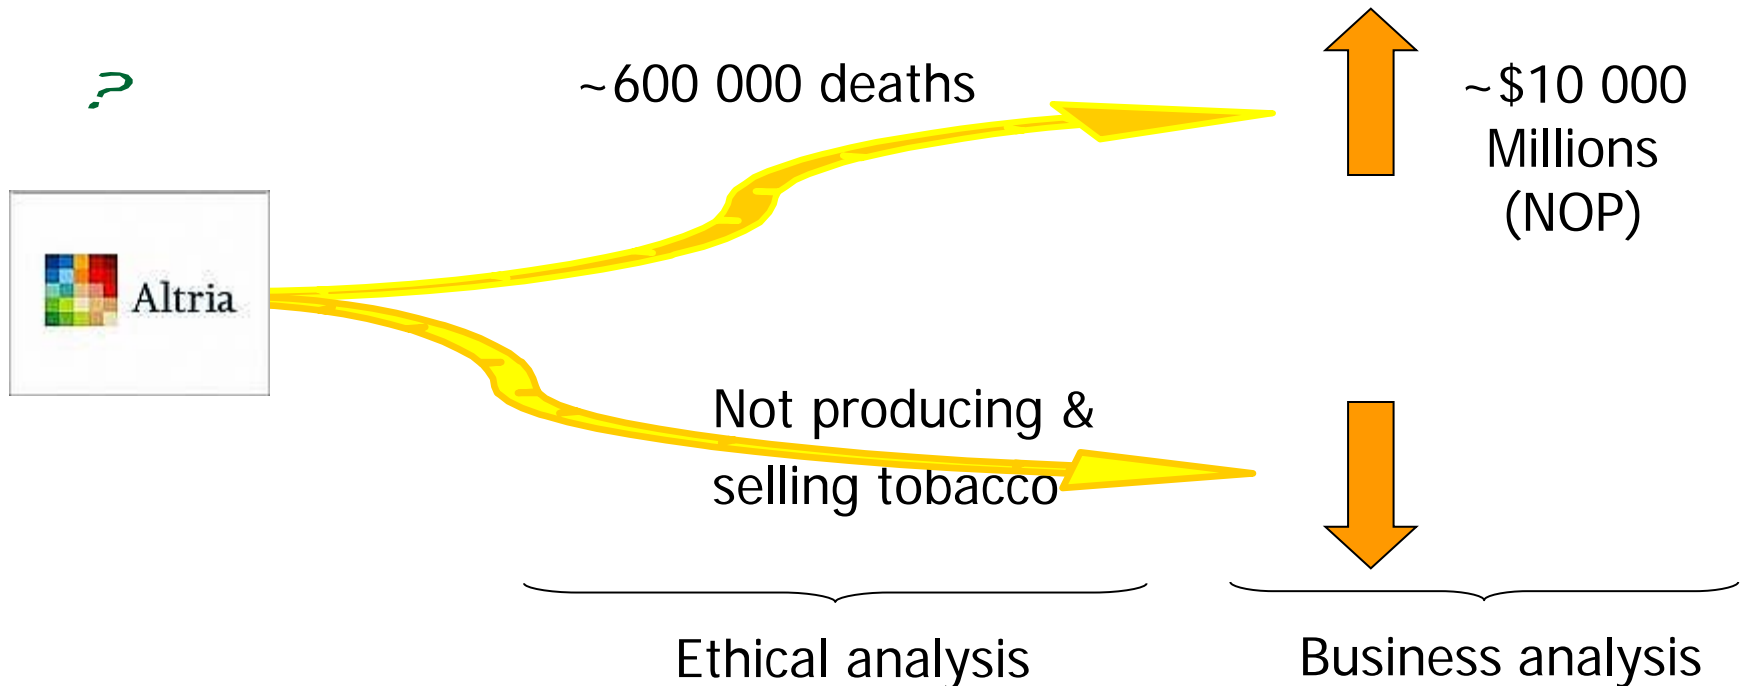 ?
~600 000 deaths
~$10 000
Millions
(NOP)
Altria
Not producing &
selling tobacco
Ethical analysis
Business analysis